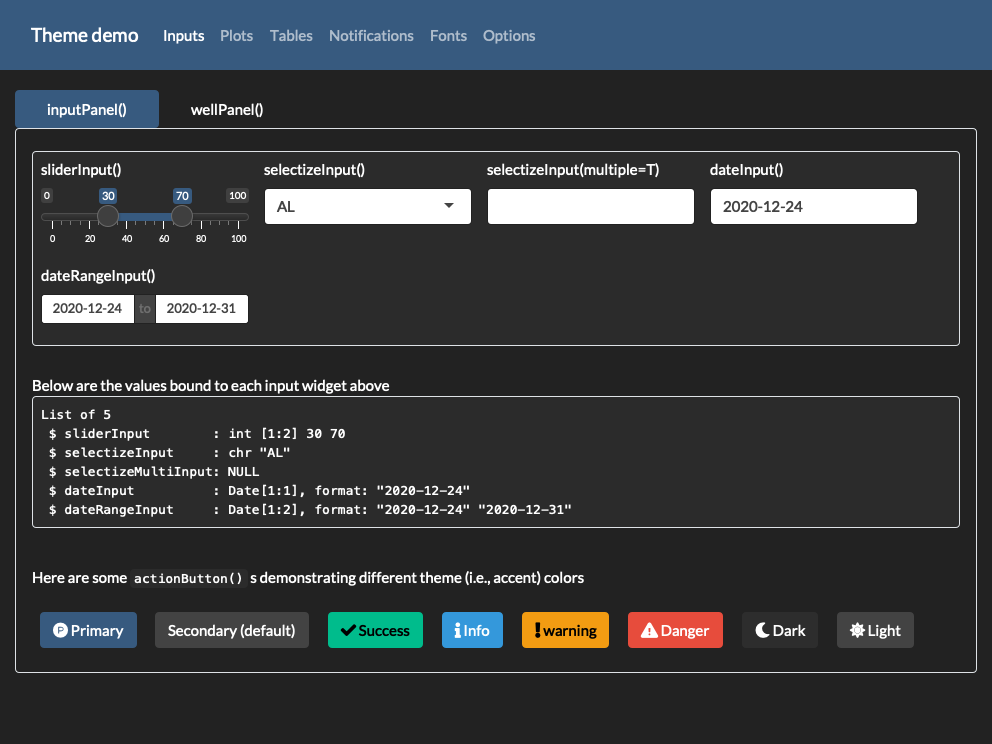 Theme demo Inputs Plots Tables Notifications Fonts Options
inputPanel() wellPanel()
sliderInput() selectizeInput() selectizeInput(multiple=T) dateInput()
0 30 70 100
AL 2020-12-24
0 20 40 60 80 100
dateRangeInput()
2020-12-24 to 2020-12-31
Below are the values bound to each input widget above
List of 5
 $ sliderInput        : int [1:2] 30 70
 $ selectizeInput     : chr "AL"
 $ selectizeMultiInput: NULL
 $ dateInput          : Date[1:1], format: "2020-12-24"
 $ dateRangeInput     : Date[1:2], format: "2020-12-24" "2020-12-31"
Here are some actionButton() s demonstrating different theme (i.e., accent) colors
Primary Secondary (default) Success Info warning Danger Dark Light